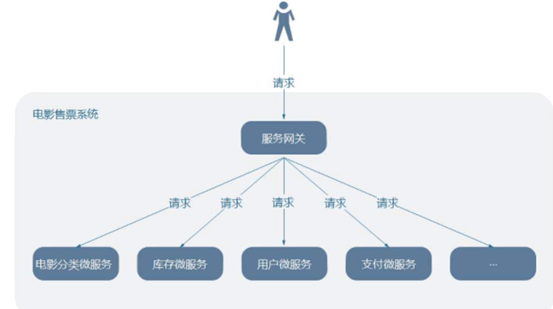 请求
电影售票系统
服务网关
请求 请求 请求 请求 请求
电影分类微服务 库存微服务 用户微服务 支付微服务 ...